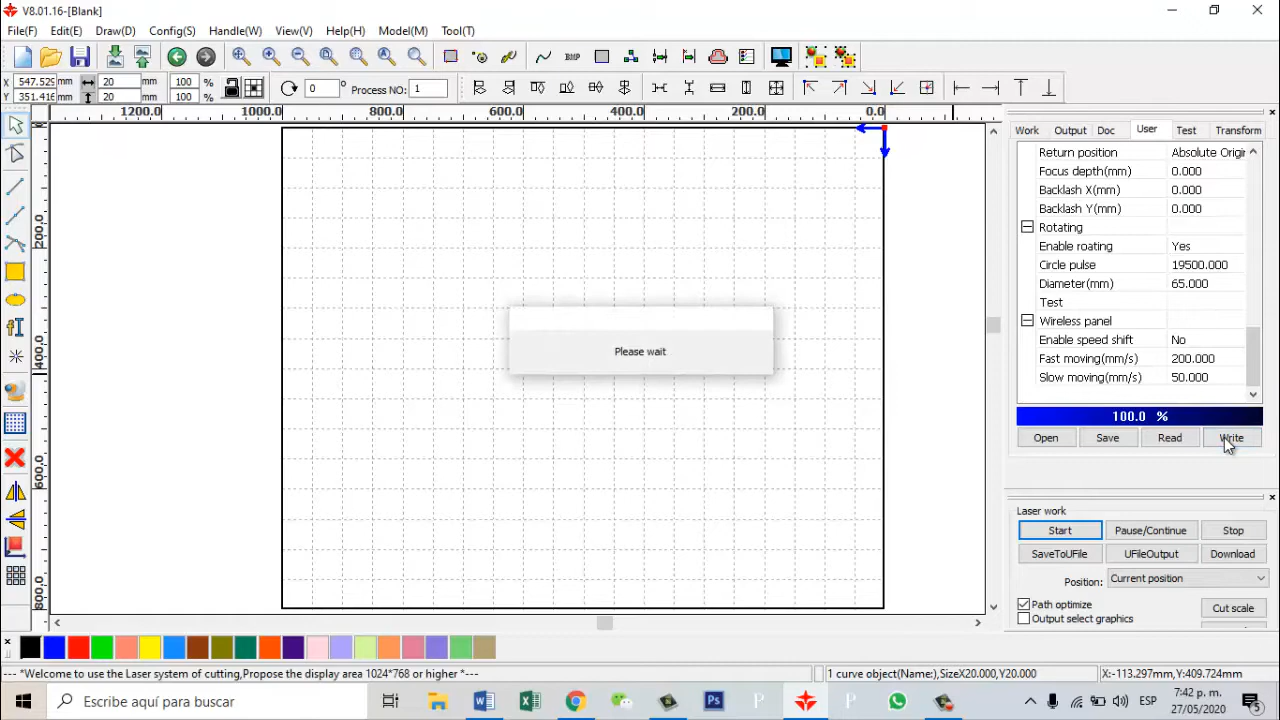 V8.01.16-[Blank]
File(F) Edit(E) Draw(D) Config(S) Handle(W) View(V) Help(H) Model(M) Tool(T)
X 547.529 mm 20 mm 100 %
Y 351.416 mm 20 mm 100 %
0 ° Process NO: 1
1200.0 1000.0 800.0 600.0 400.0 200.0 0.0
200.0
400.0
600.0
800.0
Please wait
Work Output Doc User Test Transform
Return position Absolute Origin
Focus depth(mm) 0.000
Backlash X(mm) 0.000
Backlash Y(mm) 0.000
Rotating
Enable roating Yes
Circle pulse 19500.000
Diameter(mm) 65.000
Test
Wireless panel
Enable speed shift No
Fast moving(mm/s) 200.000
Slow moving(mm/s) 50.000
100.0 %
Open Save Read Write
Laser work
Start Pause/Continue Stop
SaveToUFile UFileOutput Download
Position: Current position
Path optimize
Output select graphics
Cut scale
--- *Welcome to use the Laser system of cutting,Propose the display area 1024*768 or higher *---
1 curve object(Name:),SizeX20.000,Y20.000
X:-113.297mm,Y:409.724mm
Escribe aquí para buscar
ESP
7:42 p. m.
27/05/2020
5